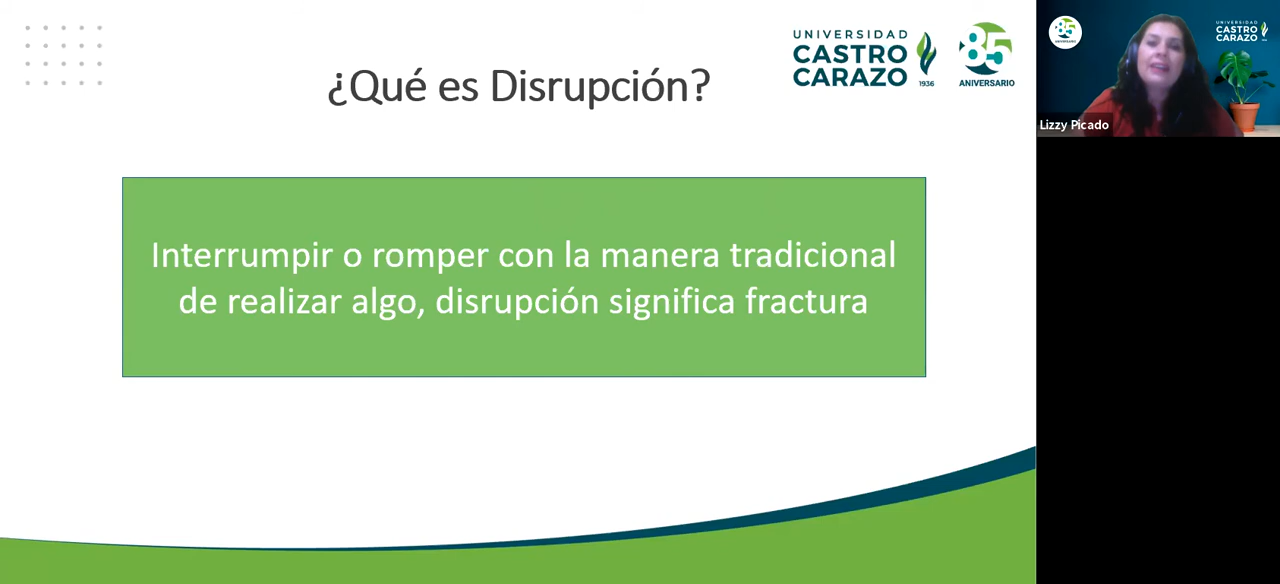 ¿Qué es Disrupción?
UNIVERSIDAD
CASTRO
CARAZO
1936
85
ANIVERSARIO
Interrumpir o romper con la manera tradicional
de realizar algo, disrupción significa fractura
85
UNIVERSIDAD
CASTRO
CARAZO
Lizzy Picado